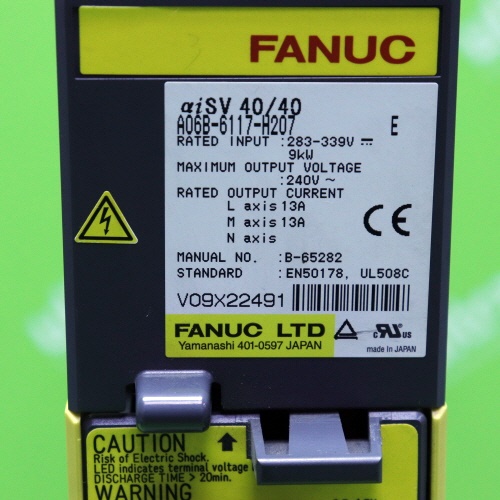 FANUC
αiSV 40/40
A06B-6117-H207 E
RATED INPUT :283-339V ⎓
9kW
MAXIMUM OUTPUT VOLTAGE
:240V ~
RATED OUTPUT CURRENT
L axis 13A
M axis 13A
N axis
MANUAL NO. :B-65282
STANDARD :EN50178, UL508C
CE
V09X22491
FANUC LTD
Yamanashi 401-0597 JAPAN
c RU US
made in JAPAN
CAUTION
Risk of Electric Shock.
LED indicates terminal voltage
DISCHARGE TIME > 20min.
WARNING